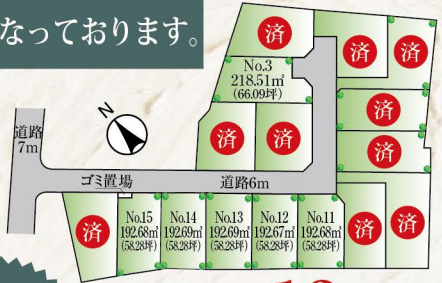 なっております。
済
済
済
No.3
218.51㎡
(66.09坪)
N
済
道路
7m
済
済
済
ゴミ置場
道路6m
済
No.15
192.68㎡
(58.28坪)
No.14
192.69㎡
(58.28坪)
No.13
192.69㎡
(58.28坪)
No.12
192.67㎡
(58.28坪)
No.11
192.68㎡
(58.28坪)
済
済